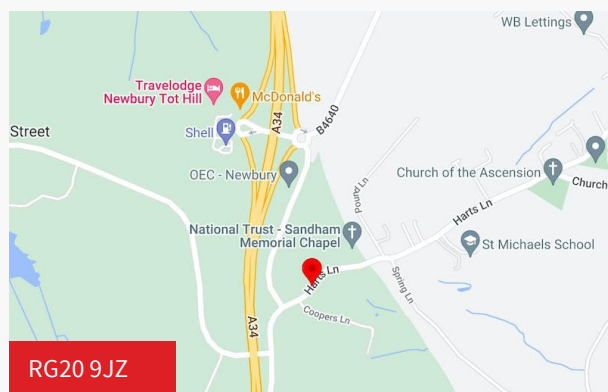 WB Lettings
Travelodge
Newbury Tot Hill
McDonald's
A34
B4640
Street
Shell
OEC - Newbury
Pound Ln
Church of the Ascension
Church
Harts Ln
National Trust - Sandham
Memorial Chapel
St Michaels School
Harts Ln
Spring Ln
Coopers Ln
A34
RG20 9JZ